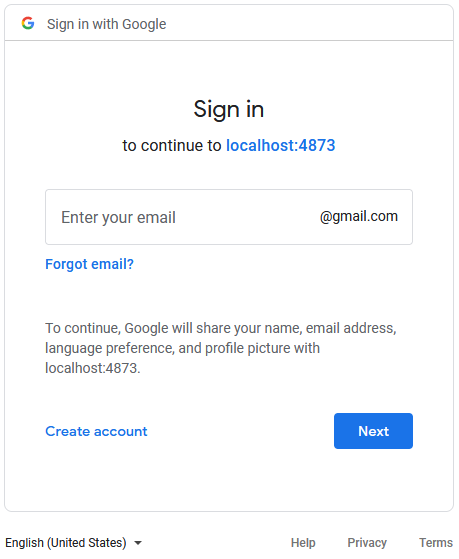 Sign in with Google
Sign in
to continue to localhost:4873
Enter your email @gmail.com
Forgot email?
To continue, Google will share your name, email address,
language preference, and profile picture with
localhost:4873.
Create account Next
English (United States) Help Privacy Terms